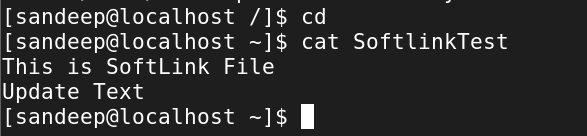 [sandeep@localhost /]$ cd
[sandeep@localhost ~]$ cat SoftlinkTest
This is SoftLink File
Update Text
[sandeep@localhost ~]$